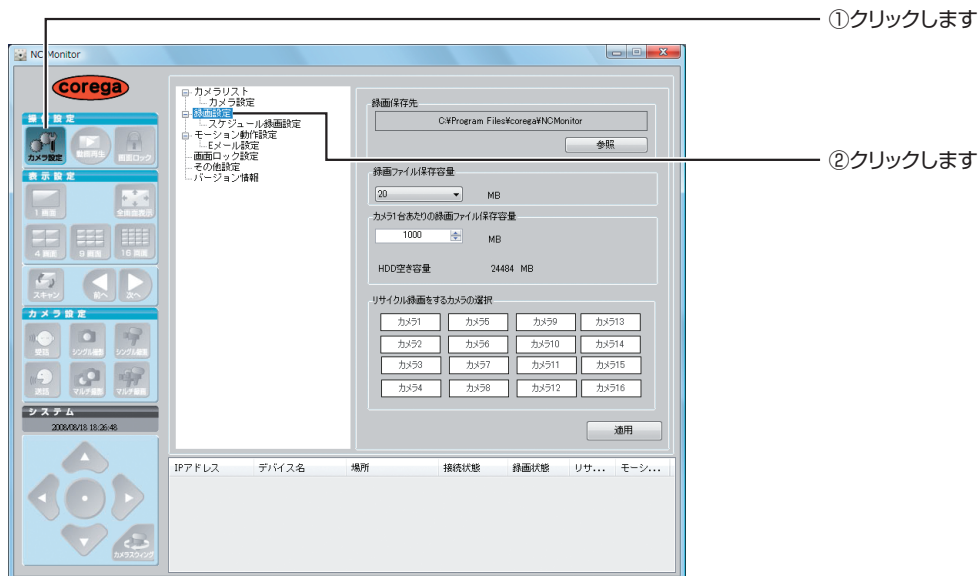 ①クリックします
NC Monitor
corega
操作設定
カメラ設定
動画再生
画面ロック
表示設定
1 画面
全画面表示
4 画面
9 画面
16 画面
スキャン
前へ
次へ
カメラ設定
受話
シングル撮影
シングル録画
送話
マルチ撮影
マルチ録画
システム
2008/08/18 18:26:48
カメラスウィング
カメラリスト
カメラ設定
録画設定
スケジュール録画設定
モーション動作設定
Eメール設定
画面ロック設定
その他設定
バージョン情報
②クリックします
録画保存先
C:¥Program Files¥corega¥NCMonitor
参照
録画ファイル保存容量
20 MB
カメラ1台あたりの録画ファイル保存容量
1000 MB
HDD空き容量 24484 MB
リサイクル録画をするカメラの選択
カメラ1 カメラ5 カメラ9 カメラ13
カメラ2 カメラ6 カメラ10 カメラ14
カメラ3 カメラ7 カメラ11 カメラ15
カメラ4 カメラ8 カメラ12 カメラ16
適用
IPアドレス デバイス名 場所 接続状態 録画状態 リサ... モーシ...